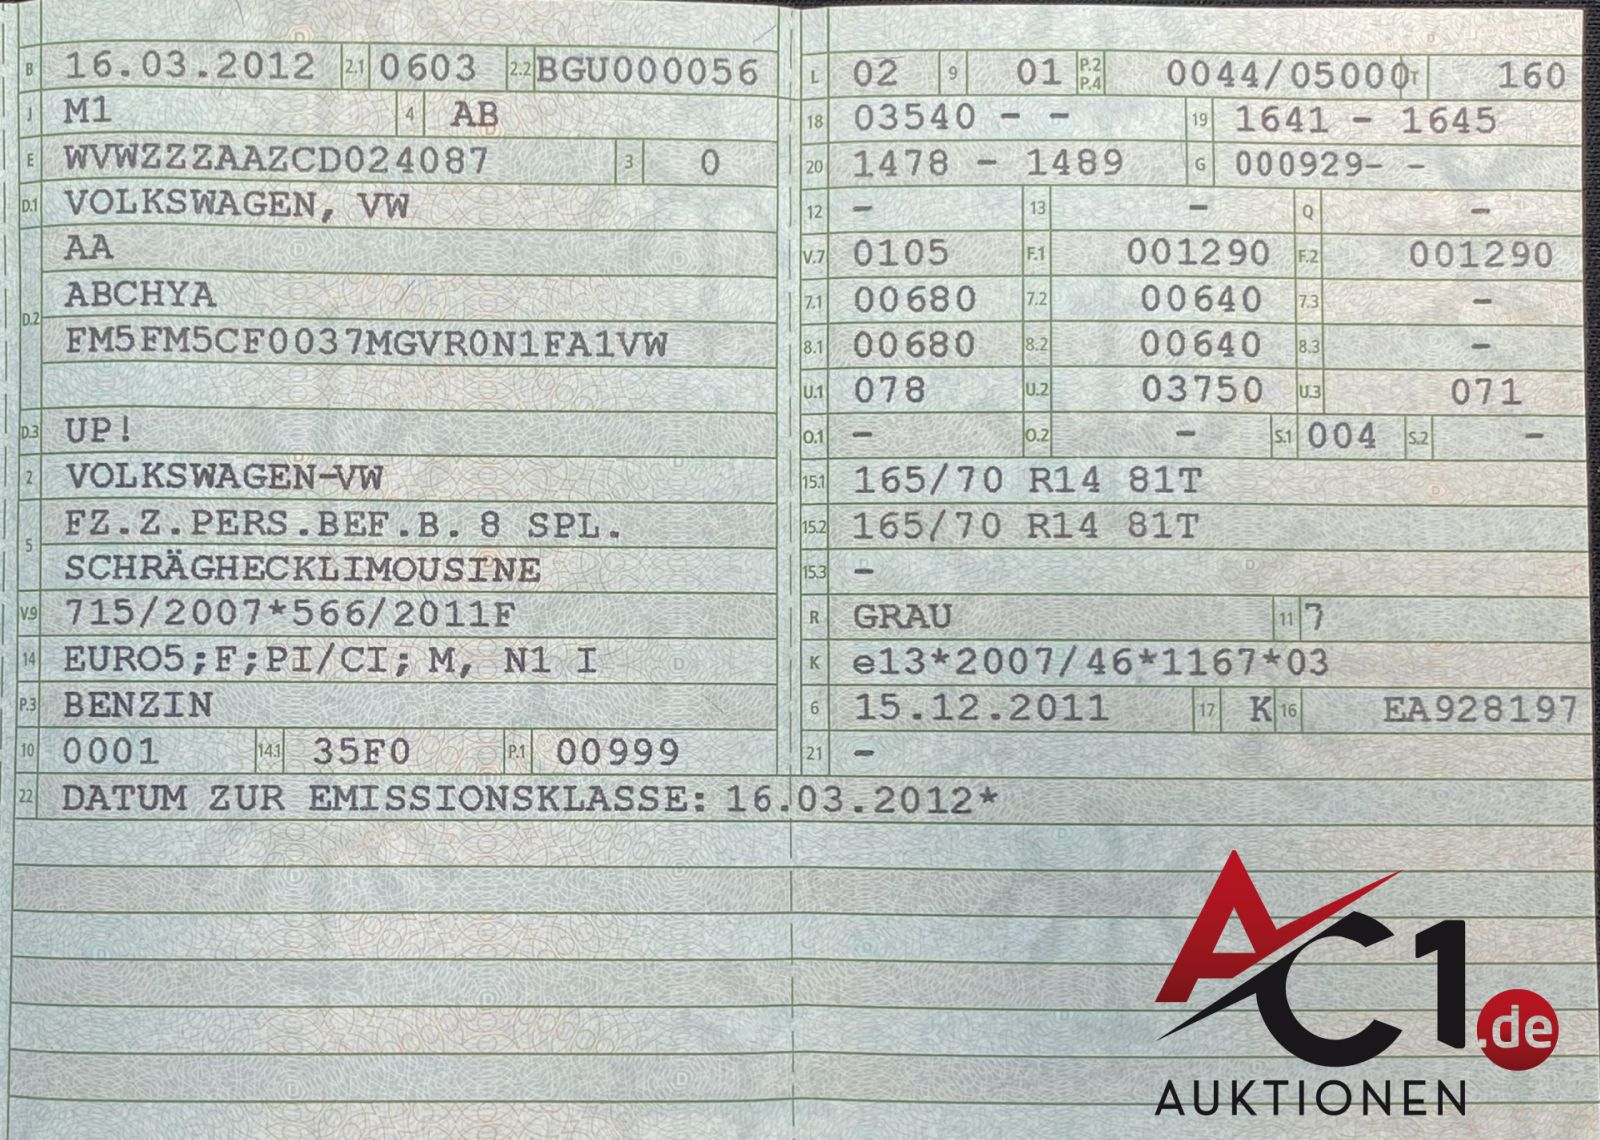 B 16.03.2012 2.1 0603 2.2 BGU000056
J M1 4 AB
E WVWZZZAAZCD024087 3 0
D.1 VOLKSWAGEN, VW
AA
D.2 ABCHYA
FM5FM5CF0037MGVR0N1FA1VW
D.3 UP!
2 VOLKSWAGEN-VW
5 FZ.Z.PERS.BEF.B. 8 SPL.
SCHRÄGHECKLIMOUSINE
V.9 715/2007*566/2011F
14 EURO5;F;PI/CI; M, N1 I
P.3 BENZIN
10 0001 14.1 35F0 P.1 00999
22 DATUM ZUR EMISSIONSKLASSE: 16.03.2012*
L 02 9 01 P.2 P.4 0044/05000 T 160
18 03540 - - 19 1641 - 1645
20 1478 - 1489 G 000929- -
12 - 13 - Q -
V.7 0105 F.1 001290 F.2 001290
7.1 00680 7.2 00640 7.3 -
8.1 00680 8.2 00640 8.3 -
U.1 078 U.2 03750 U.3 071
O.1 - O.2 - S.1 004 S.2 -
15.1 165/70 R14 81T
15.2 165/70 R14 81T
15.3 -
R GRAU 11 7
K e13*2007/46*1167*03
6 15.12.2011 17 K 16 EA928197
21 -
AC1.de
AUKTIONEN